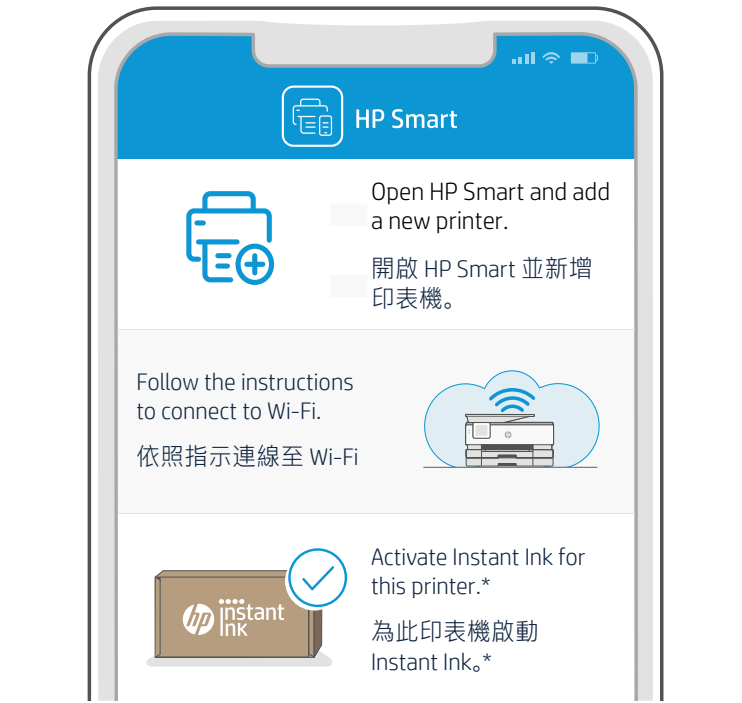 HP Smart
Open HP Smart and add
a new printer.
開啟 HP Smart 並新增
印表機。
Follow the instructions
to connect to Wi-Fi.
依照指示連線至 Wi-Fi
Activate Instant Ink for
this printer.*
為此印表機啟動
Instant Ink。*
hp instant
ink